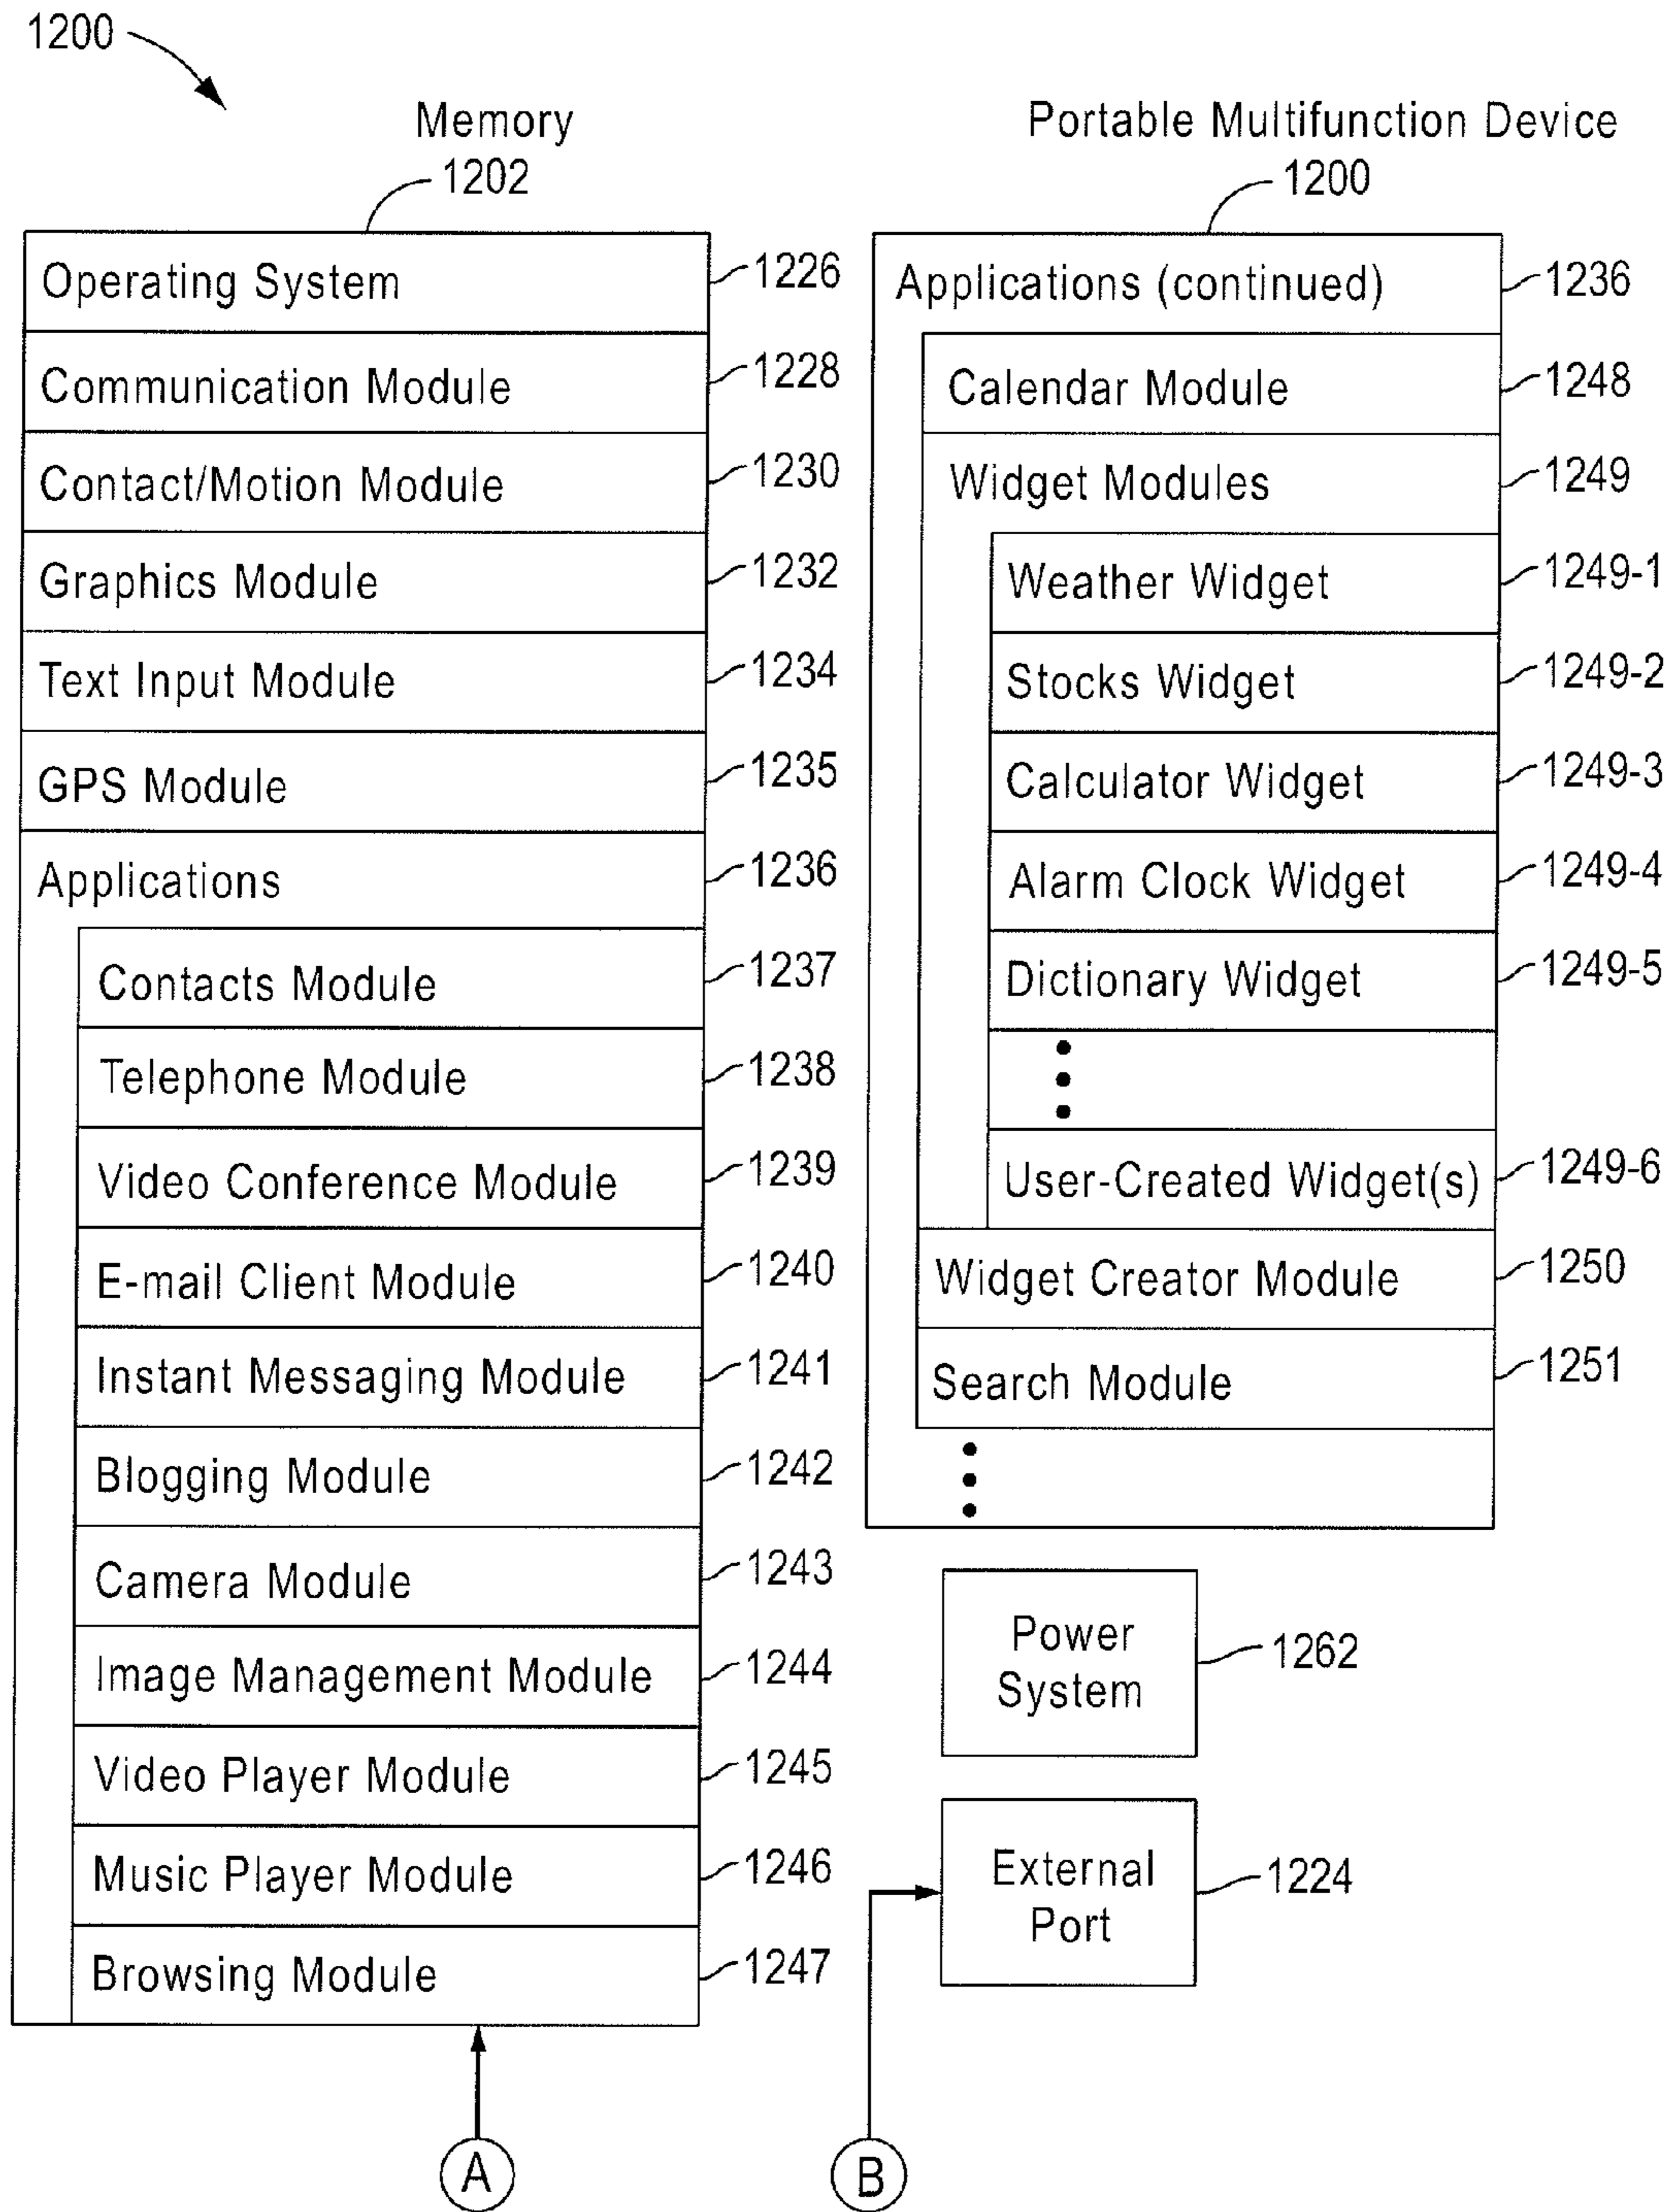 1200
Memory
1202
Operating System 1226
Communication Module 1228
Contact/Motion Module 1230
Graphics Module 1232
Text Input Module 1234
GPS Module 1235
Applications 1236
Contacts Module 1237
Telephone Module 1238
Video Conference Module 1239
E-mail Client Module 1240
Instant Messaging Module 1241
Blogging Module 1242
Camera Module 1243
Image Management Module 1244
Video Player Module 1245
Music Player Module 1246
Browsing Module 1247
A
Portable Multifunction Device
1200
Applications (continued) 1236
Calendar Module 1248
Widget Modules 1249
Weather Widget 1249-1
Stocks Widget 1249-2
Calculator Widget 1249-3
Alarm Clock Widget 1249-4
Dictionary Widget 1249-5
User-Created Widget(s) 1249-6
Widget Creator Module 1250
Search Module 1251
Power
System
1262
External
Port
1224
B